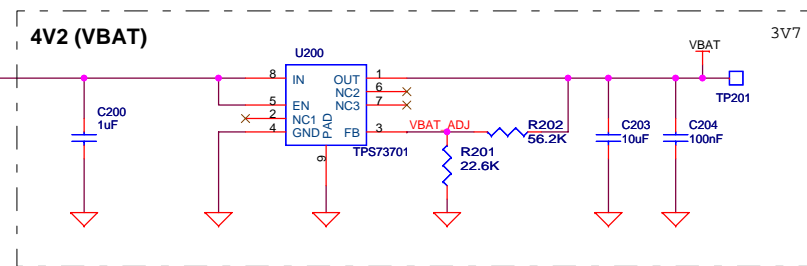 4V2 (VBAT)
3V7
VBAT
U200
8 IN OUT 1
NC2 6
5 EN NC3 7
2 NC1
4 GND PAD FB 3
9
TPS73701
C200
1uF
VBAT_ADJ
R202
56.2K
R201
22.6K
C203
10uF
C204
100nF
TP201